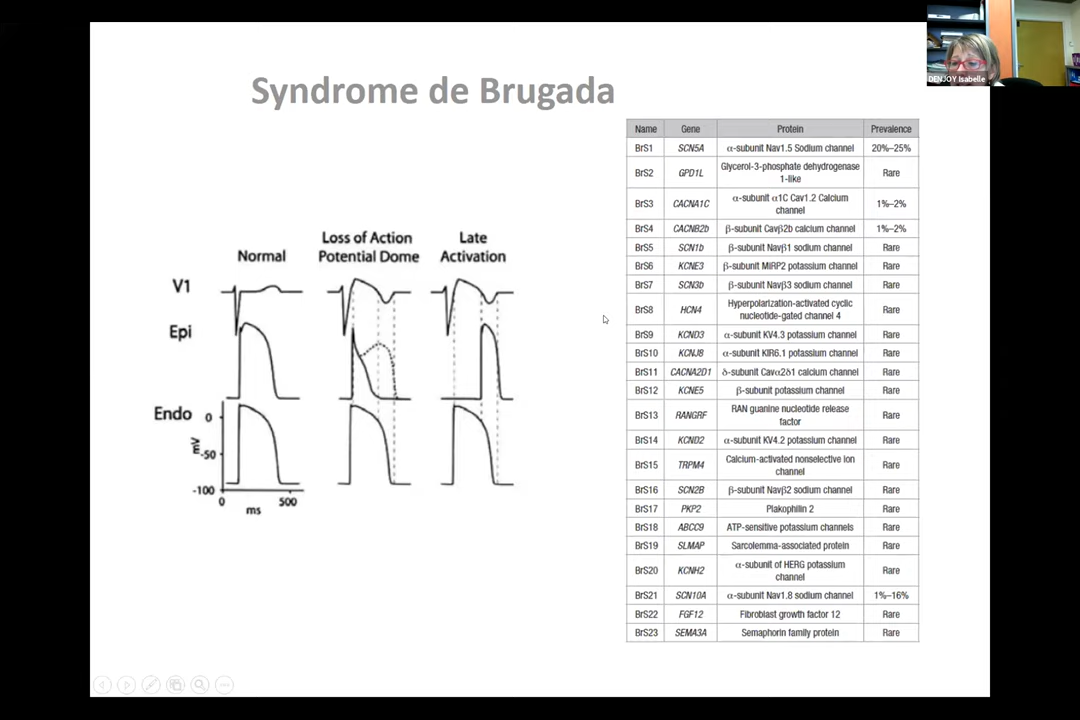 DENJOY Isabelle
Syndrome de Brugada
Normal
Loss of Action
Potential Dome
Late
Activation
V1
Epi
Endo
0
-50
-100
mV
0
500
ms
Name Gene Protein Prevalence
BrS1 SCN5A α-subunit Nav1.5 Sodium channel 20%–25%
BrS2 GPD1L Glycerol-3-phosphate dehydrogenase
1-like Rare
BrS3 CACNA1C α-subunit α1C Cav1.2 Calcium
channel 1%–2%
BrS4 CACNB2b β-subunit Cavβ2b calcium channel 1%–2%
BrS5 SCN1b β-subunit Navβ1 sodium channel Rare
BrS6 KCNE3 β-subunit MiRP2 potassium channel Rare
BrS7 SCN3b β-subunit Navβ3 sodium channel Rare
BrS8 HCN4 Hyperpolarization-activated cyclic
nucleotide-gated channel 4 Rare
BrS9 KCND3 α-subunit KV4.3 potassium channel Rare
BrS10 KCNJ8 α-subunit KIR6.1 potassium channel Rare
BrS11 CACNA2D1 δ-subunit Cavα2δ1 calcium channel Rare
BrS12 KCNE5 β-subunit potassium channel Rare
BrS13 RANGRF RAN guanine nucleotide release
factor Rare
BrS14 KCND2 α-subunit KV4.2 potassium channel Rare
BrS15 TRPM4 Calcium-activated nonselective ion
channel Rare
BrS16 SCN2B β-subunit Navβ2 sodium channel Rare
BrS17 PKP2 Plakophilin 2 Rare
BrS18 ABCC9 ATP-sensitive potassium channels Rare
BrS19 SLMAP Sarcolemma-associated protein Rare
BrS20 KCNH2 α-subunit of HERG potassium
channel Rare
BrS21 SCN10A α-subunit Nav1.8 sodium channel 1%–16%
BrS22 FGF12 Fibroblast growth factor 12 Rare
BrS23 SEMA3A Semaphorin family protein Rare